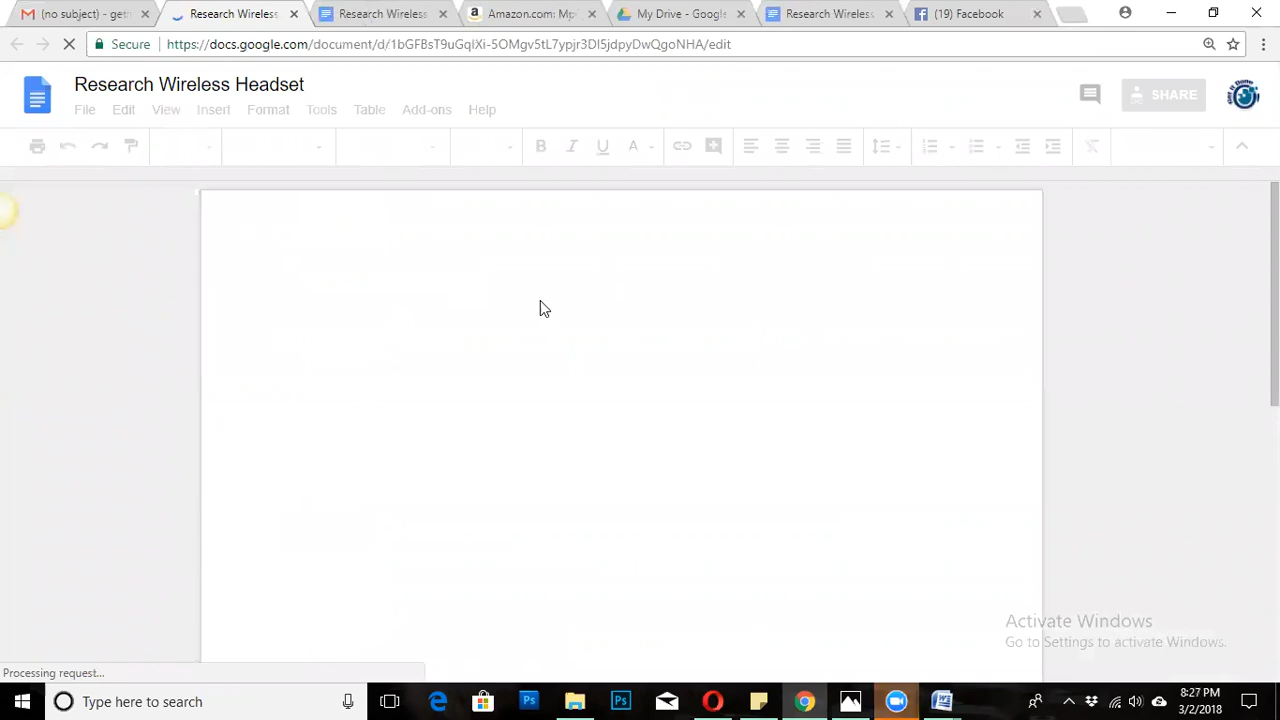 (no subject) - getn
Research Wireless
Research Wireless
Amazon.com: Mp
My Drive - Google
Research Wireless
(19) Facebook
Secure
https://docs.google.com/document/d/1bGFBsT9uGqIXi-5OMgv5tL7ypjr3DI5jdpyDwQgoNHA/edit
Research Wireless Headset
File Edit View Insert Format Tools Table Add-ons Help
SHARE
B I U A
Activate Windows
Go to Settings to activate Windows.
Processing request...
Type here to search
8:27 PM
3/2/2018